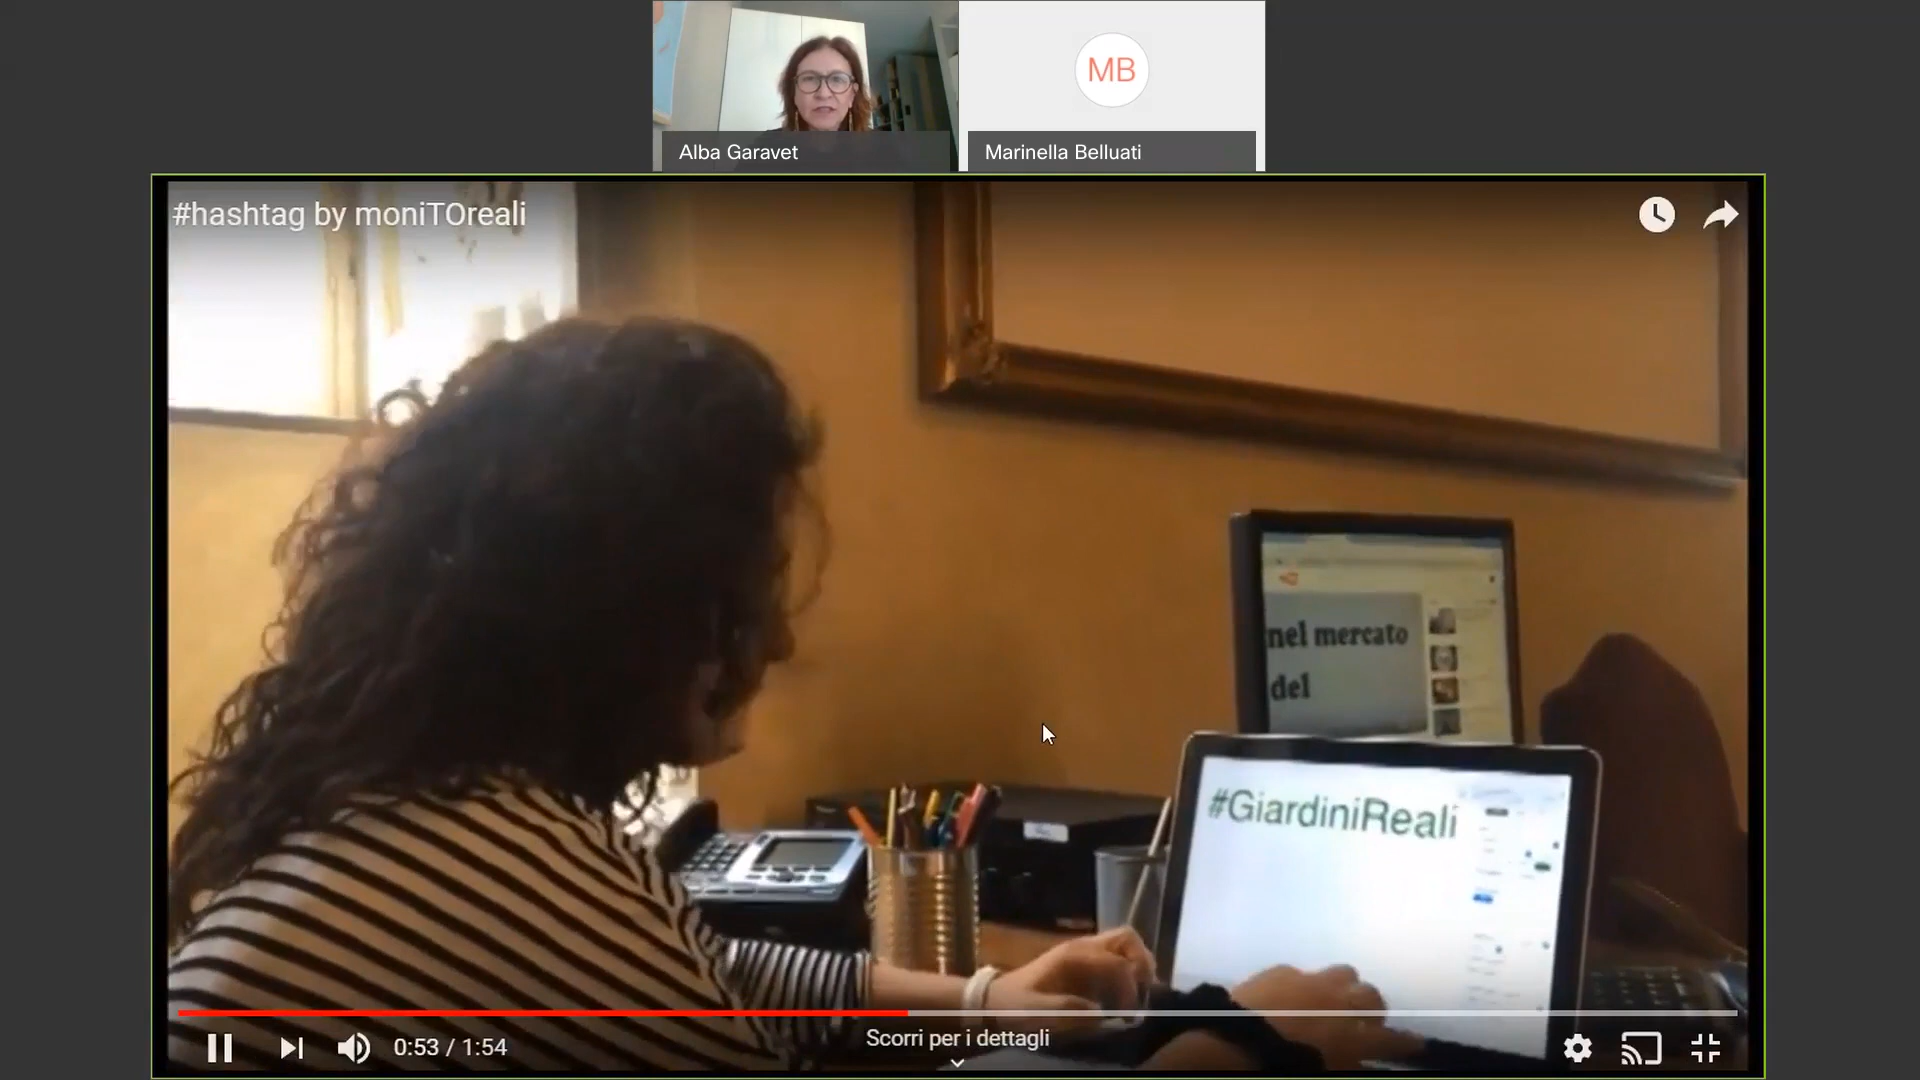 MB
Alba Garavet
Marinella Belluati
#hashtag by moniTOreali
nel mercato
del
#GiardiniReali
0:53 / 1:54
Scorri per i dettagli